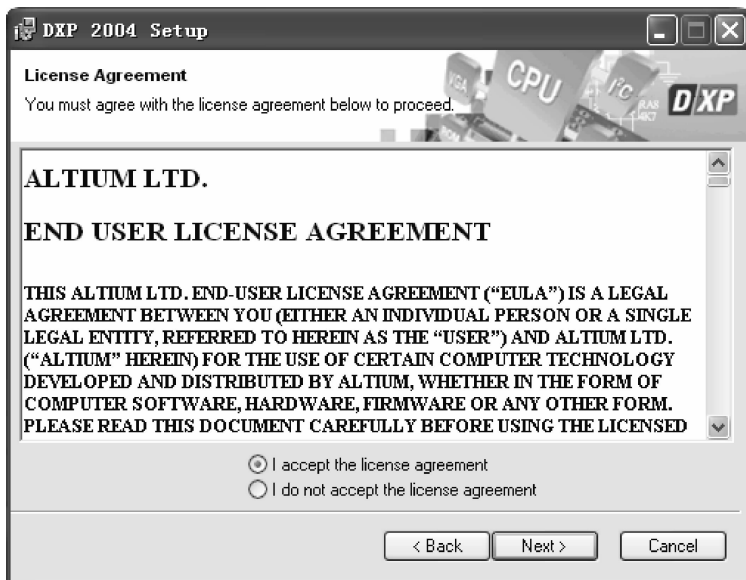 DXP 2004 Setup
License Agreement
You must agree with the license agreement below to proceed.
VGA
CPU
I²C
RA8
4K7
DXP
ALTIUM LTD.
END USER LICENSE AGREEMENT
THIS ALTIUM LTD. END-USER LICENSE AGREEMENT (“EULA”) IS A LEGAL
AGREEMENT BETWEEN YOU (EITHER AN INDIVIDUAL PERSON OR A SINGLE
LEGAL ENTITY, REFERRED TO HEREIN AS THE “USER”) AND ALTIUM LTD.
(“ALTIUM” HEREIN) FOR THE USE OF CERTAIN COMPUTER TECHNOLOGY
DEVELOPED AND DISTRIBUTED BY ALTIUM, WHETHER IN THE FORM OF
COMPUTER SOFTWARE, HARDWARE, FIRMWARE OR ANY OTHER FORM.
PLEASE READ THIS DOCUMENT CAREFULLY BEFORE USING THE LICENSED
I accept the license agreement
I do not accept the license agreement
< Back Next > Cancel